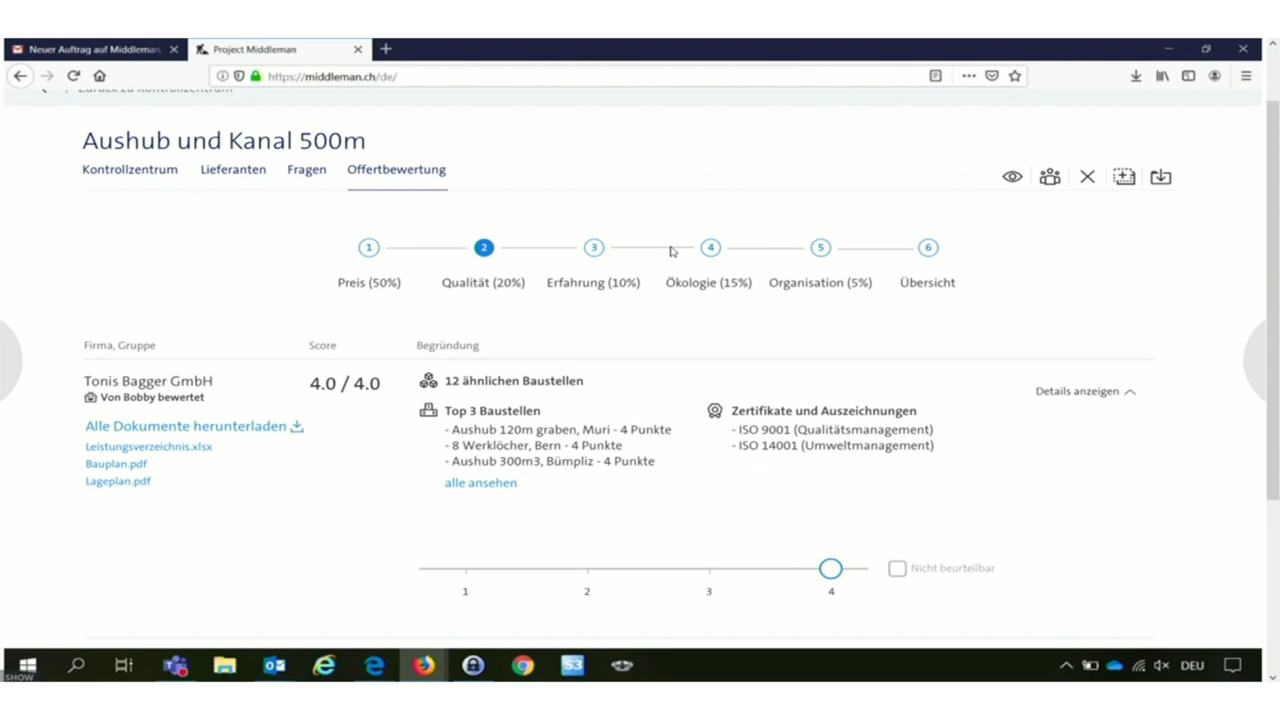 Neuer Auftrag auf Middleman,
Project Middleman
https://middleman.ch/de/
Zurück zu Kontrollzentrum
Aushub und Kanal 500m
Kontrollzentrum Lieferanten Fragen Offertbewertung
1 2 3 4 5 6
Preis (50%) Qualität (20%) Erfahrung (10%) Ökologie (15%) Organisation (5%) Übersicht
Firma, Gruppe Score Begründung
Tonis Bagger GmbH 4.0 / 4.0 12 ähnlichen Baustellen
Von Bobby bewertet Details anzeigen
Top 3 Baustellen Zertifikate und Auszeichnungen
Alle Dokumente herunterladen - Aushub 120m graben, Muri - 4 Punkte - ISO 9001 (Qualitätsmanagement)
Leistungsverzeichnis.xlsx - 8 Werklöcher, Bern - 4 Punkte - ISO 14001 (Umweltmanagement)
Bauplan.pdf - Aushub 300m3, Bümpliz - 4 Punkte
Lageplan.pdf alle ansehen
Nicht beurteilbar
1 2 3 4
S3 DEU
SHOW